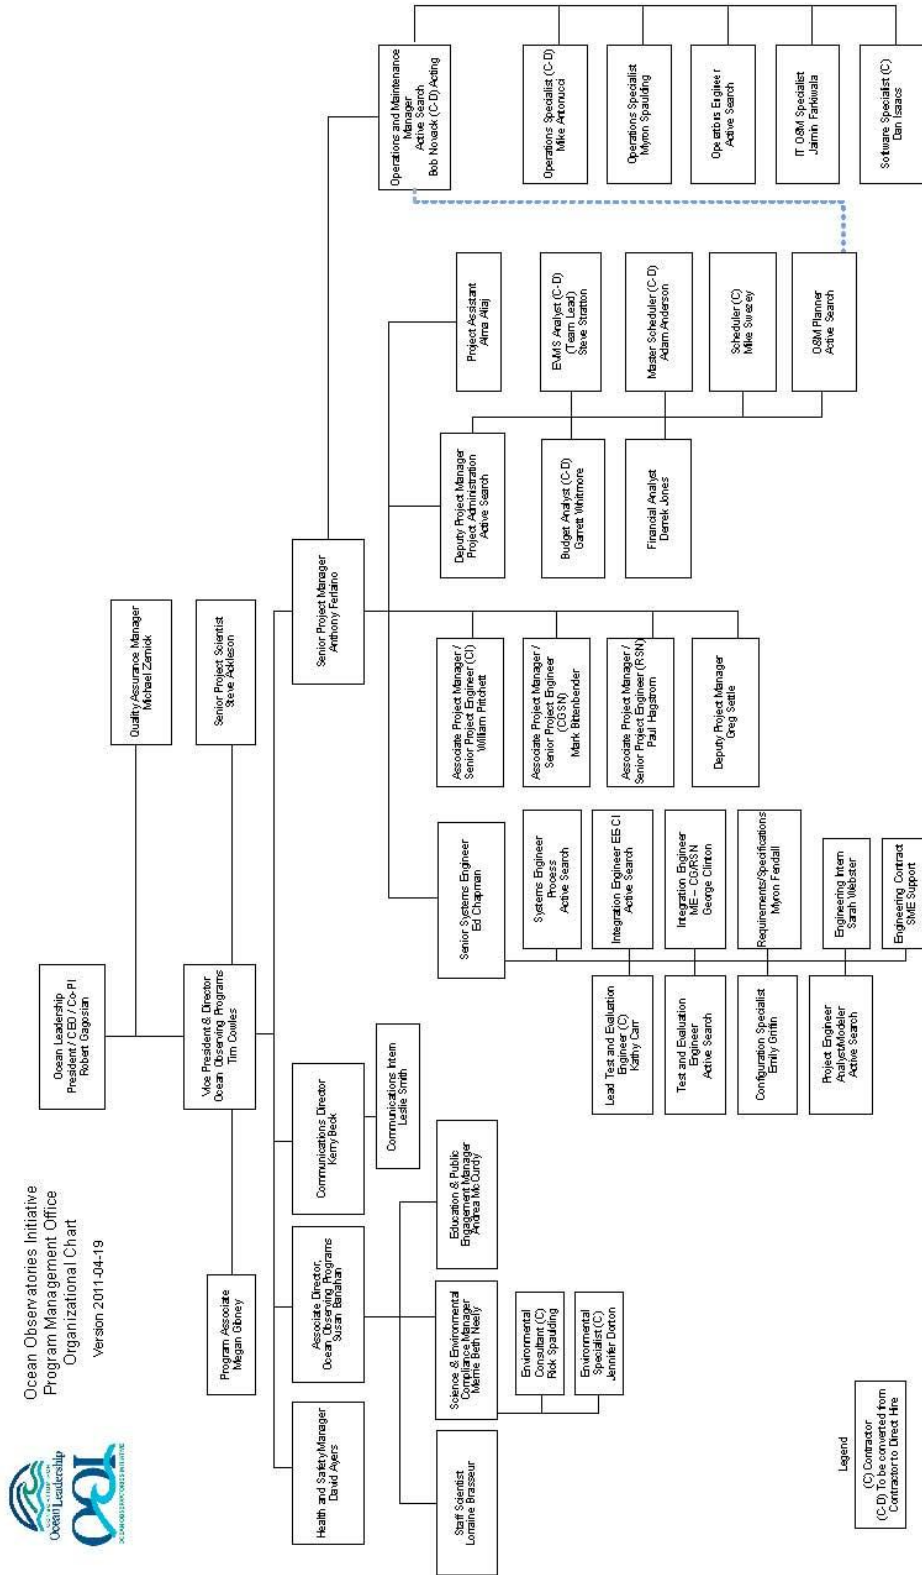 Ocean Leadership
OOI
OCEAN OBSERVATORIES INITIATIVE
Ocean Observatories Initiative
Program Management Office
Organizational Chart
Version 2011-04-19
Ocean Leadership
President / CEO / Co-PI
Robert Gagosian
Quality Assurance Manager
Michael Zernick
Program Associate
Megan Gibney
Vice President & Director
Ocean Observing Programs
Tim Cowles
Senior Project Scientist
Steve Ackleson
Health and Safety Manager
David Ayers
Associate Director,
Ocean Observing Programs
Susan Banahan
Communications Director
Kerry Beck
Senior Project Manager
Anthony Ferlaino
Communications Intern
Leslie Smith
Operations and Maintenance
Manager
Active Search
Bob Novack (C-D) Acting
Staff Scientist
Lorraine Brasseur
Science & Environmental
Compliance Manager
Merrie Beth Neely
Education & Public
Engagement Manager
Andrea McCurdy
Environmental
Consultant (C)
Rick Spaulding
Environmental
Specialist (C)
Jennifer Dorton
Senior Systems Engineer
Ed Chapman
Systems Engineer
Process
Active Search
Integration Engineer EE-CI
Active Search
Integration Engineer
ME – CG/RSN
George Clinton
Requirements/Specifications
Myron Fendall
Engineering Intern
Sarah Webster
Engineering Contract
SME Support
Lead Test and Evaluation
Engineer (C)
Kathy Carr
Test and Evaluation
Engineer
Active Search
Configuration Specialist
Emily Griffin
Project Engineer
Analyst/Modeler
Active Search
Associate Project Manager /
Senior Project Engineer (CI)
William Pritchett
Associate Project Manager /
Senior Project Engineer
(CGSN)
Mark Bittenbender
Associate Project Manager /
Senior Project Engineer (RSN)
Paul Hagstrom
Deputy Project Manager
Greg Settle
Deputy Project Manager
Project Administration
Active Search
Project Assistant
Alma Aliaj
Budget Analyst (C-D)
Garrett Whitmore
EVMS Analyst (C-D)
(Team Lead)
Steve Stratton
Financial Analyst
Derrek Jones
Master Scheduler (C-D)
Adam Anderson
Scheduler (C)
Mike Swezey
O&M Planner
Active Search
Operations Specialist (C-D)
Mike Antonucci
Operations Specialist
Myron Spaulding
Operations Engineer
Active Search
IT O&M Specialist
Jaimin Parkiwala
Software Specialist (C)
Dan Isaacs
Legend
(C) Contractor
(C-D) To be converted from
Contractor to Direct Hire